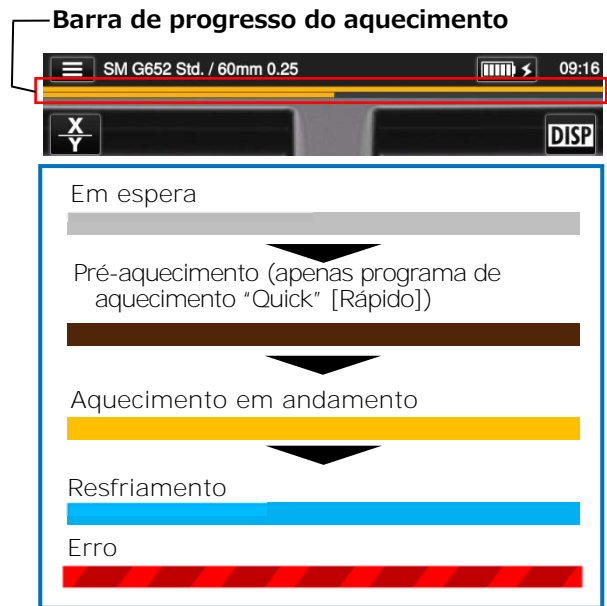 Barra de progresso do aquecimento
SM G652 Std. / 60mm 0.25
09:16
X
Y
DISP
Em espera
Pré-aquecimento (apenas programa de
aquecimento “Quick” [Rápido])
Aquecimento em andamento
Resfriamento
Erro